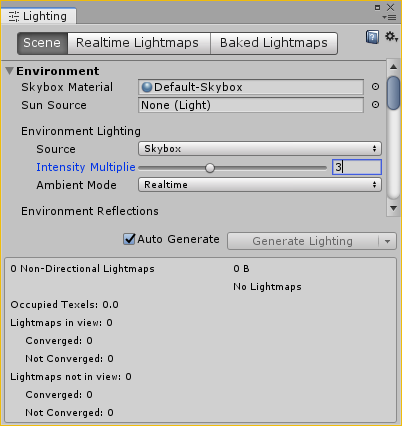 Lighting
Scene Realtime Lightmaps Baked Lightmaps
Environment
Skybox Material Default-Skybox
Sun Source None (Light)
Environment Lighting
Source Skybox
Intensity Multiplie 3
Ambient Mode Realtime
Environment Reflections
Auto Generate Generate Lighting
0 Non-Directional Lightmaps 0 B
No Lightmaps
Occupied Texels: 0.0
Lightmaps in view: 0
Converged: 0
Not Converged: 0
Lightmaps not in view: 0
Converged: 0
Not Converged: 0